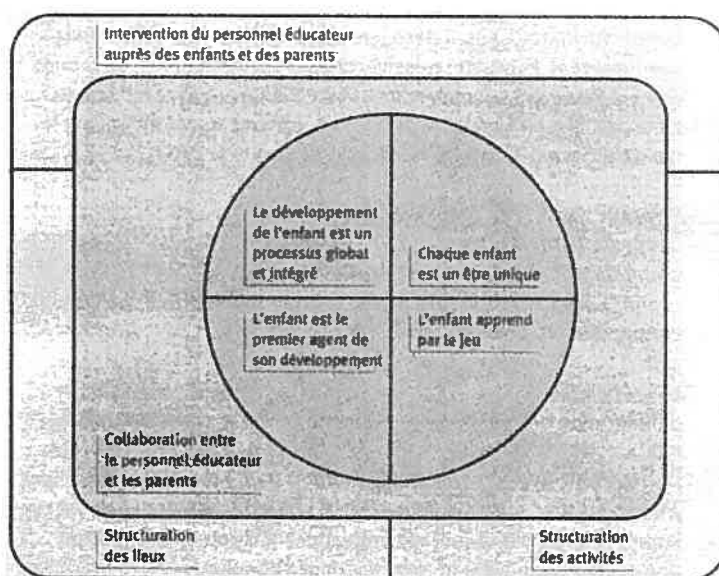 Intervention du personnel éducateur
auprès des enfants et des parents
Le développement
de l'enfant est un
processus global
et intégré
Chaque enfant
est un être unique
L'enfant est le
premier agent de
son développement
L'enfant apprend
par le jeu
Collaboration entre
le personnel éducateur
et les parents
Structuration
des lieux
Structuration
des activités